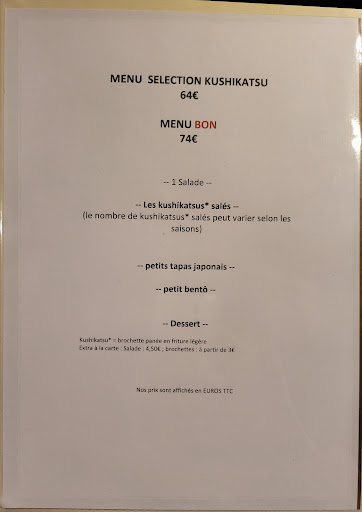 MENU SELECTION KUSHIKATSU
64€
MENU BON
74€
-- 1 Salade --
-- Les kushikatsus* salés --
(le nombre de kushikatsus* salés peut varier selon les
saisons)
-- petits tapas japonais --
-- petit bentô --
-- Dessert --
Kushikatsu* = brochette panée en friture légère
Extra à la carte : Salade : 4,50€ ; brochettes : à partir de 3€
Nos prix sont affichés en EUROS TTC